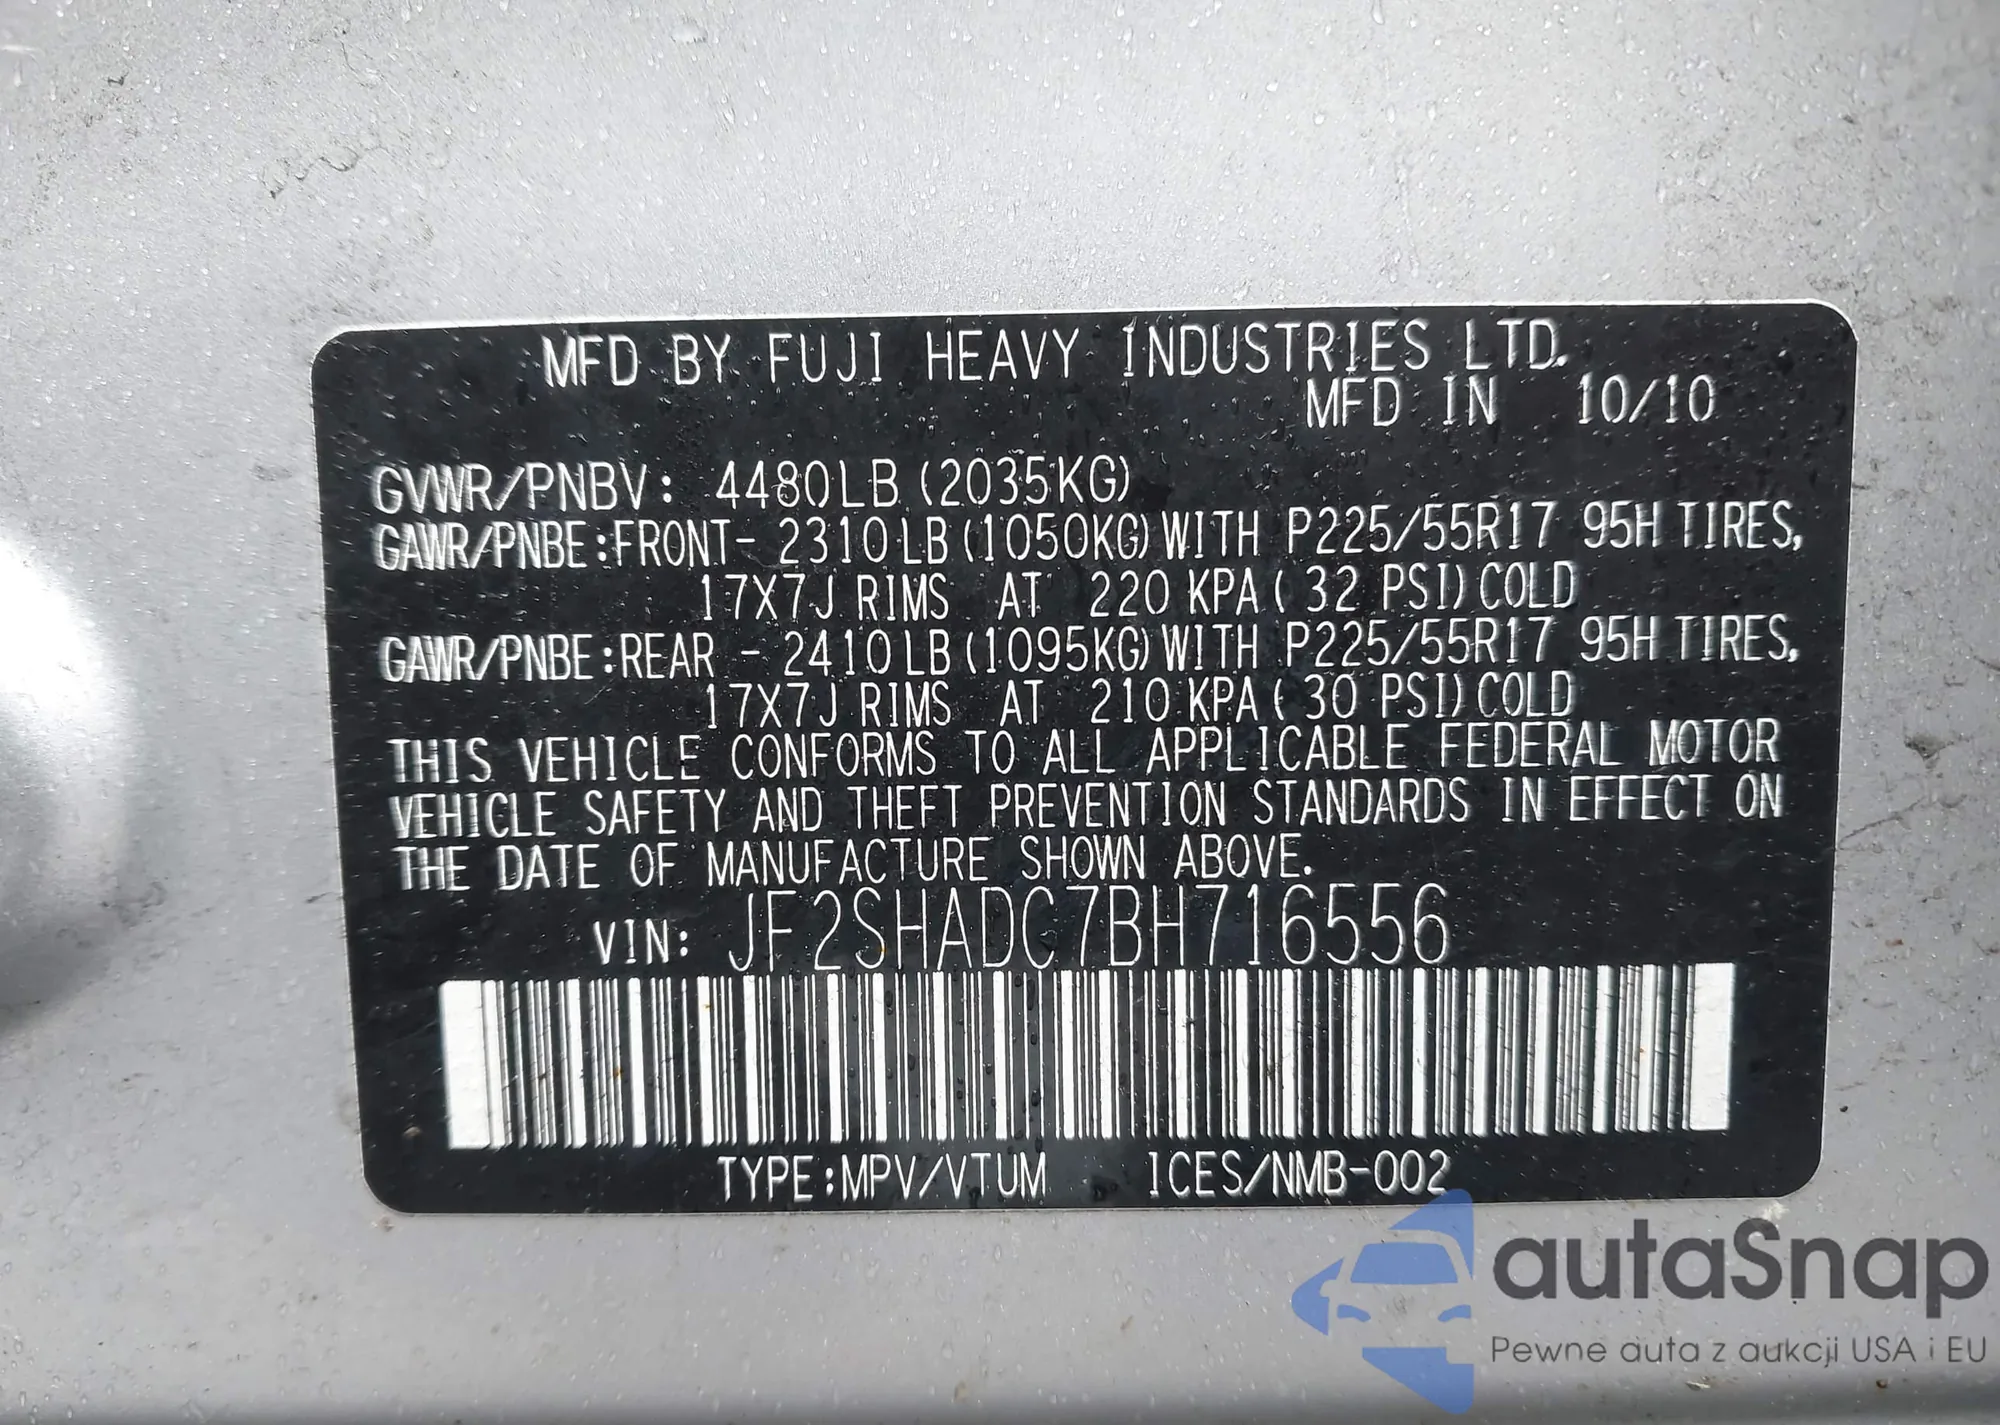 MFD BY FUJI HEAVY INDUSTRIES LTD.
MFD IN 10/10
GVWR/PNBV: 4480LB (2035KG)
GAWR/PNBE:FRONT- 2310LB (1050KG) WITH P225/55R17 95H TIRES,
17X7J RIMS AT 220 KPA ( 32 PSI) COLD
GAWR/PNBE:REAR - 2410LB (1095KG) WITH P225/55R17 95H TIRES,
17X7J RIMS AT 210 KPA ( 30 PSI) COLD
THIS VEHICLE CONFORMS TO ALL APPLICABLE FEDERAL MOTOR
VEHICLE SAFETY AND THEFT PREVENTION STANDARDS IN EFFECT ON
THE DATE OF MANUFACTURE SHOWN ABOVE.
VIN: JF2SHADC7BH716556
TYPE:MPV/VTUM ICES/NMB-002
autaSnap
Pewne auta z aukcji USA i EU